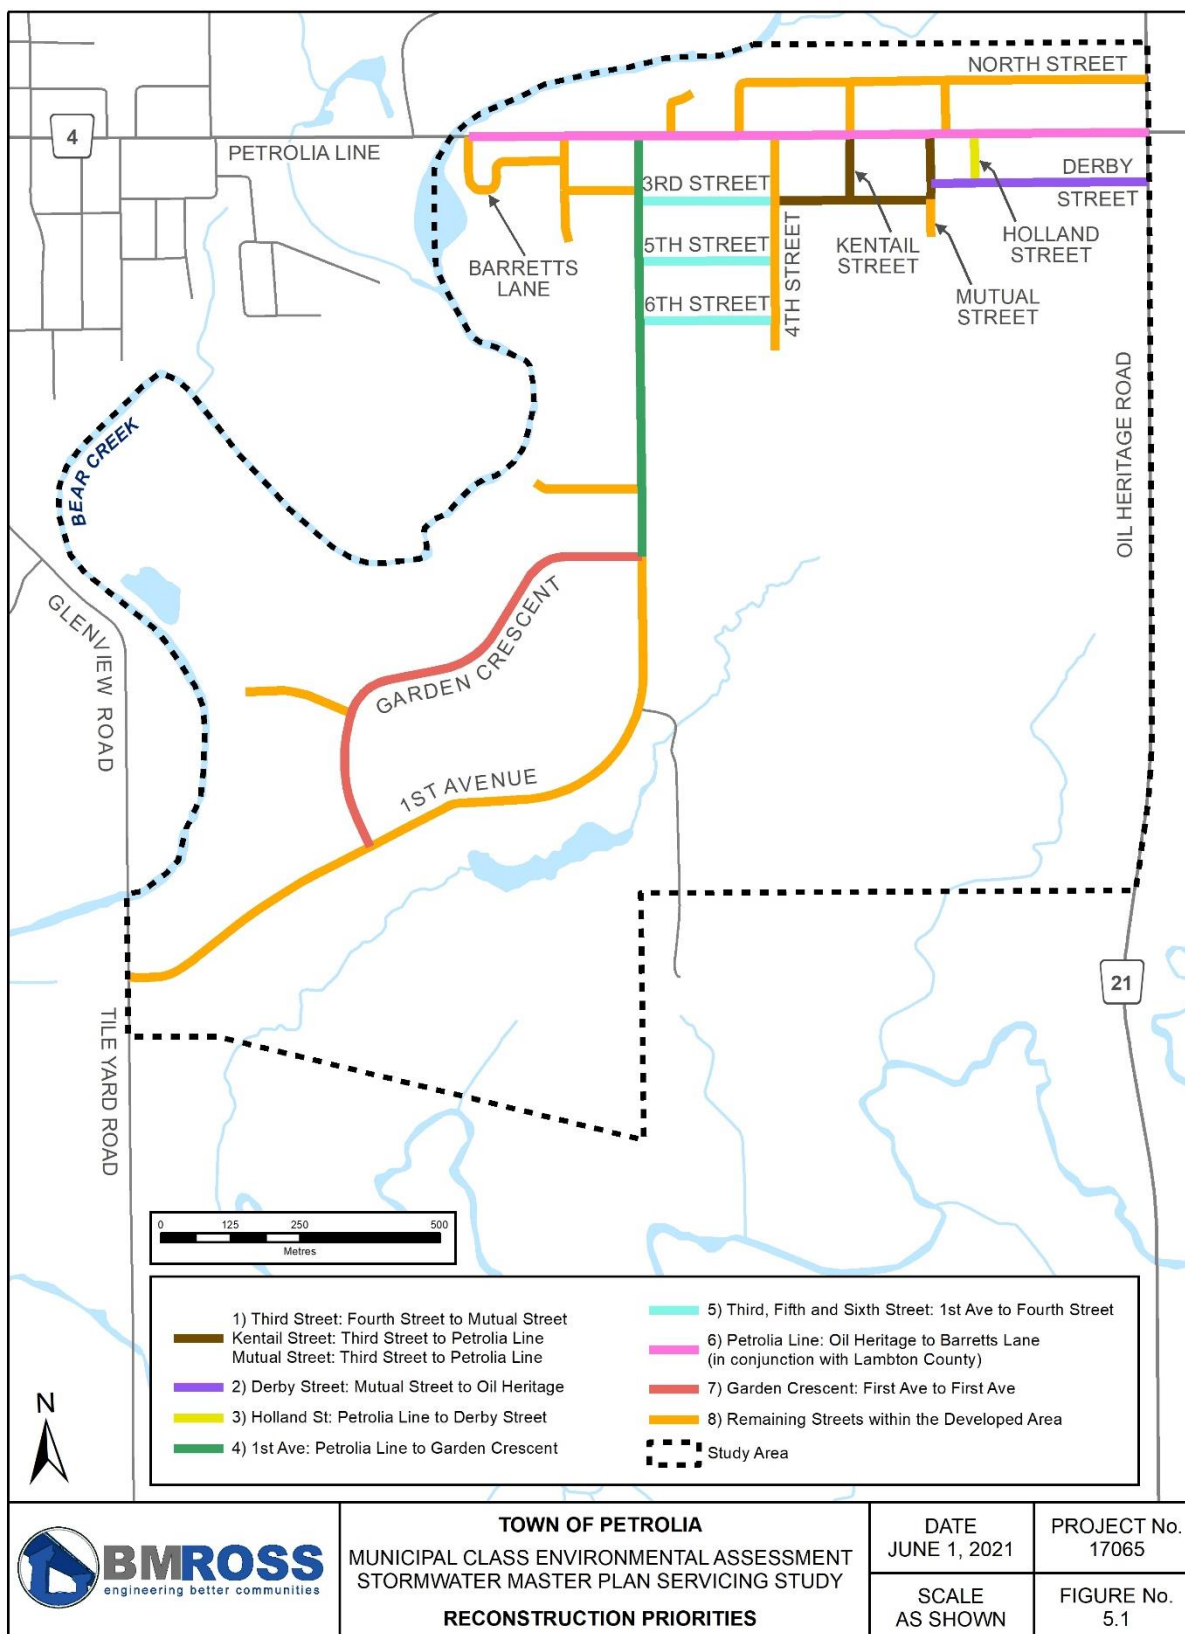 NORTH STREET
4
PETROLIA LINE
3RD STREET
DERBY
STREET
5TH STREET
KENTAIL
STREET
HOLLAND
STREET
BARRETTS
LANE
6TH STREET
4TH STREET
MUTUAL
STREET
OIL HERITAGE ROAD
BEAR CREEK
GLENVIEW ROAD
GARDEN CRESCENT
1ST AVENUE
21
TILE YARD ROAD
0 125 250 500
Metres
1) Third Street: Fourth Street to Mutual Street
Kentail Street: Third Street to Petrolia Line
Mutual Street: Third Street to Petrolia Line
2) Derby Street: Mutual Street to Oil Heritage
3) Holland St: Petrolia Line to Derby Street
4) 1st Ave: Petrolia Line to Garden Crescent
5) Third, Fifth and Sixth Street: 1st Ave to Fourth Street
6) Petrolia Line: Oil Heritage to Barretts Lane
(in conjunction with Lambton County)
7) Garden Crescent: First Ave to First Ave
8) Remaining Streets within the Developed Area
Study Area
N
BMROSS
engineering better communities
TOWN OF PETROLIA
MUNICIPAL CLASS ENVIRONMENTAL ASSESSMENT
STORMWATER MASTER PLAN SERVICING STUDY
RECONSTRUCTION PRIORITIES
DATE
JUNE 1, 2021
PROJECT No.
17065
SCALE
AS SHOWN
FIGURE No.
5.1